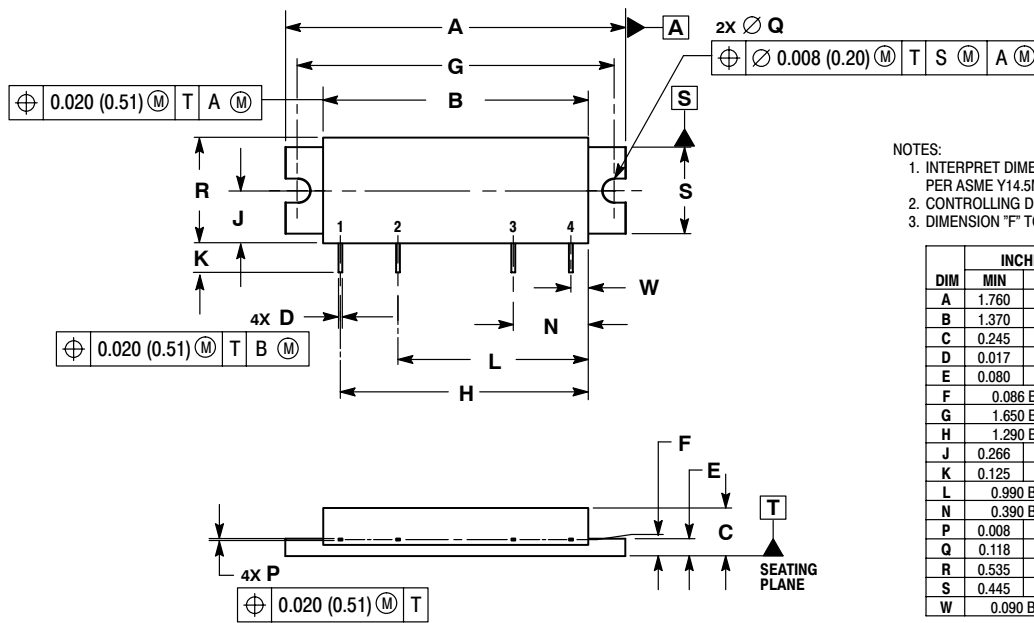 A
A
2X ∅ Q
⌖ ∅ 0.008 (0.20) Ⓜ T S Ⓜ A Ⓜ
G
⌖ 0.020 (0.51) Ⓜ T A Ⓜ
B
S
R
J
S
K
1 2 3 4
W
4X D
N
⌖ 0.020 (0.51) Ⓜ T B Ⓜ
L
H
F
E
T
C
4X P
SEATING
PLANE
⌖ 0.020 (0.51) Ⓜ T
NOTES:
1. INTERPRET DIME
PER ASME Y14.5M
2. CONTROLLING D
3. DIMENSION "F" TO
INCH
DIM MIN
A 1.760
B 1.370
C 0.245
D 0.017
E 0.080
F 0.086 B
G 1.650 B
H 1.290 B
J 0.266
K 0.125
L 0.990 B
N 0.390 B
P 0.008
Q 0.118
R 0.535
S 0.445
W 0.090 B